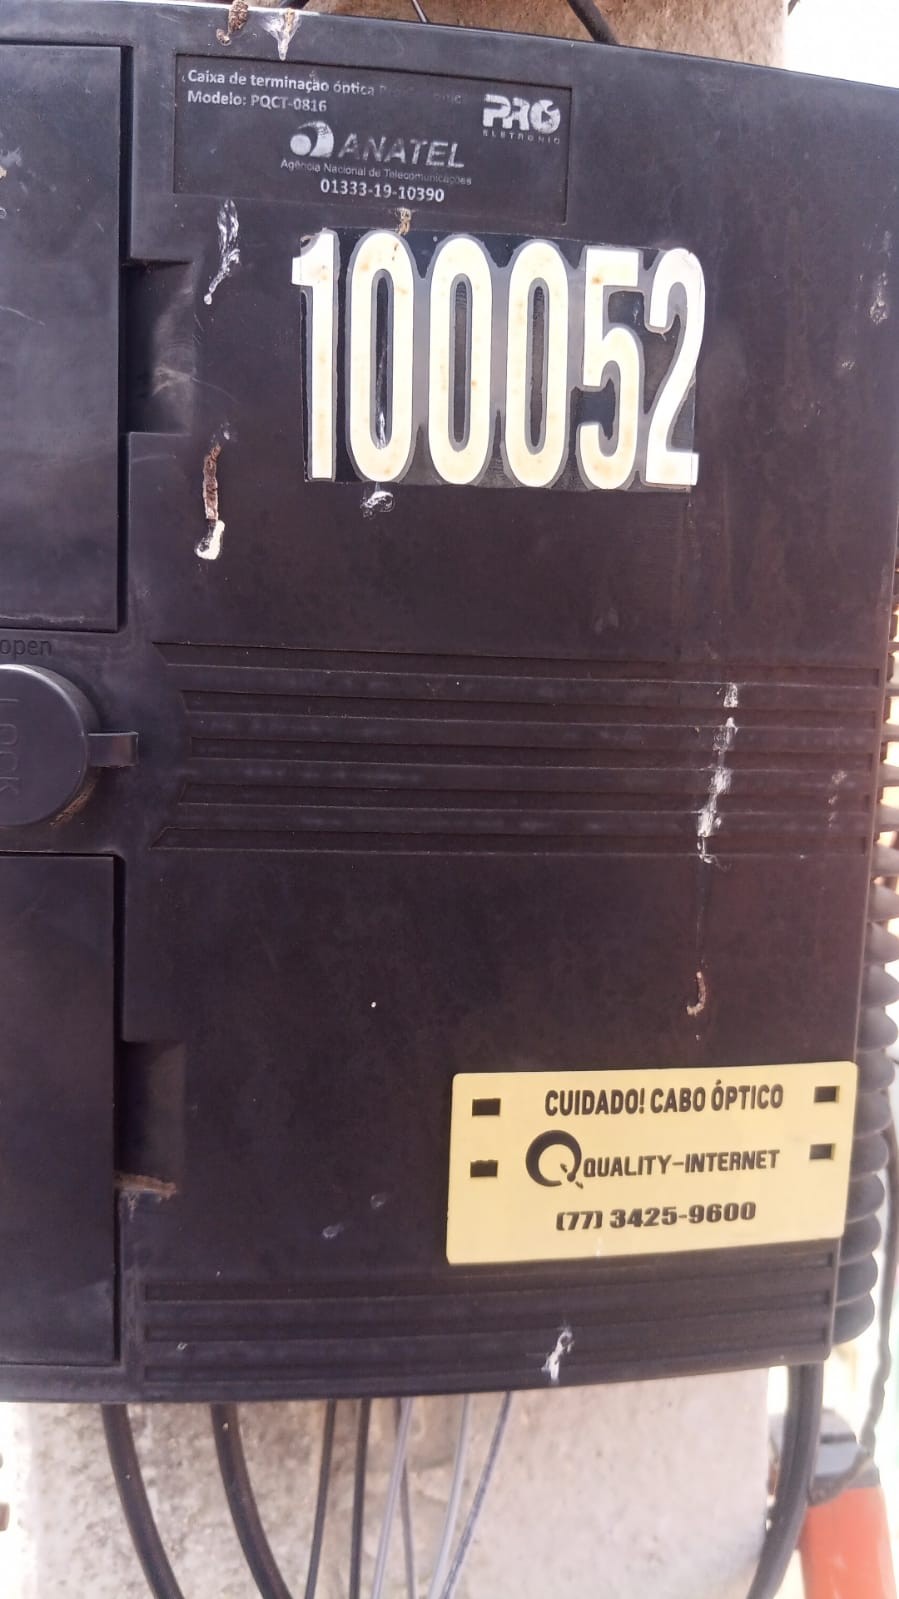 Caixa de terminação óptica
Modelo: PQCT-0816
PRO
ELETRONIC
ANATEL
Agência Nacional de Telecomunicações
01333-19-10390
100052
open
LOCK
CUIDADO! CABO ÓPTICO
QUALITY-INTERNET
(77) 3425-9600